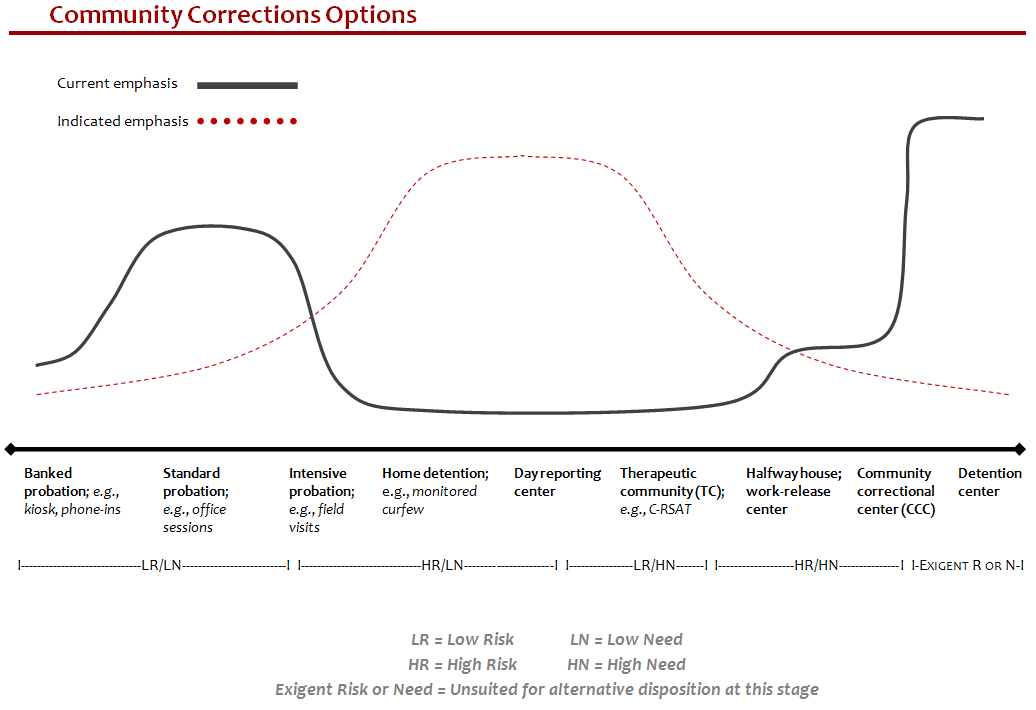 Community Corrections Options
Current emphasis
Indicated emphasis
Banked
probation; e.g.,
kiosk, phone-ins
Standard
probation;
e.g., office
sessions
Intensive
probation;
e.g., field
visits
Home detention;
e.g., monitored
curfew
Day reporting
center
Therapeutic
community (TC);
e.g., C-RSAT
Halfway house;
work-release
center
Community
correctional
center (CCC)
Detention
center
I------------------------------LR/LN--------------------------I I------------------------------HR/LN----------------------I I----------------LR/HN-------I I-------------------HR/HN---------------I I-EXIGENT R OR N-I
LR = Low Risk LN = Low Need
HR = High Risk HN = High Need
Exigent Risk or Need = Unsuited for alternative disposition at this stage